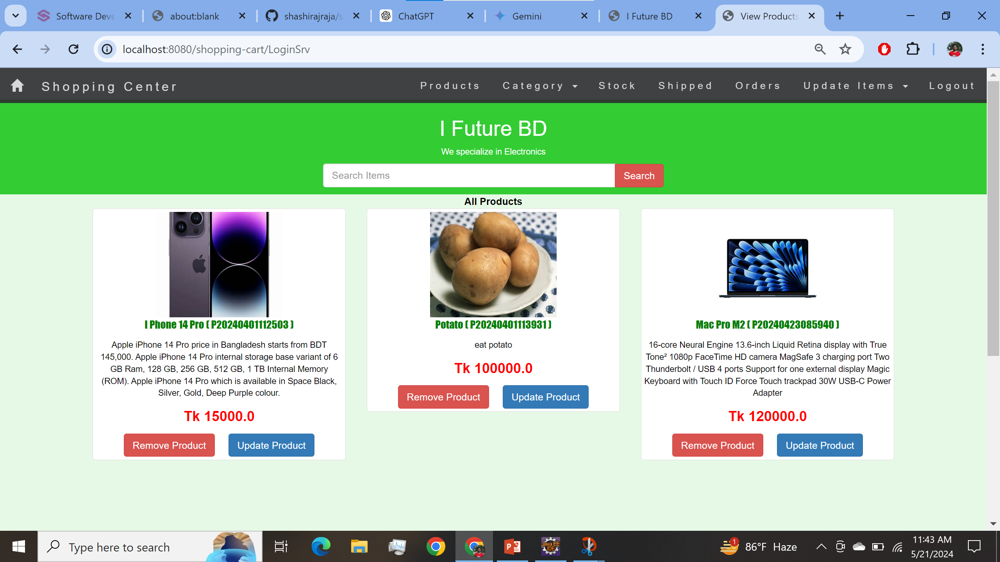 Software Deve
about:blank
shashirajraja/s
ChatGPT
Gemini
I Future BD
View Products
localhost:8080/shopping-cart/LoginSrv
Shopping Center
Products
Category
Stock
Shipped
Orders
Update Items
Logout
I Future BD
We specialize in Electronics
Search Items
Search
All Products
I Phone 14 Pro ( P20240401112503 )
Apple iPhone 14 Pro price in Bangladesh starts from BDT
145,000. Apple iPhone 14 Pro internal storage base variant of 6
GB Ram, 128 GB, 256 GB, 512 GB, 1 TB Internal Memory
(ROM). Apple iPhone 14 Pro which is available in Space Black,
Silver, Gold, Deep Purple colour.
Tk 15000.0
Remove Product
Update Product
Potato ( P20240401113931 )
eat potato
Tk 100000.0
Remove Product
Update Product
Mac Pro M2 ( P20240423085940 )
16-core Neural Engine 13.6-inch Liquid Retina display with True
Tone² 1080p FaceTime HD camera MagSafe 3 charging port Two
Thunderbolt / USB 4 ports Support for one external display Magic
Keyboard with Touch ID Force Touch trackpad 30W USB-C Power
Adapter
Tk 120000.0
Remove Product
Update Product
Type here to search
P
Java EE
IDE
1
86°F Haze
11:43 AM
5/21/2024